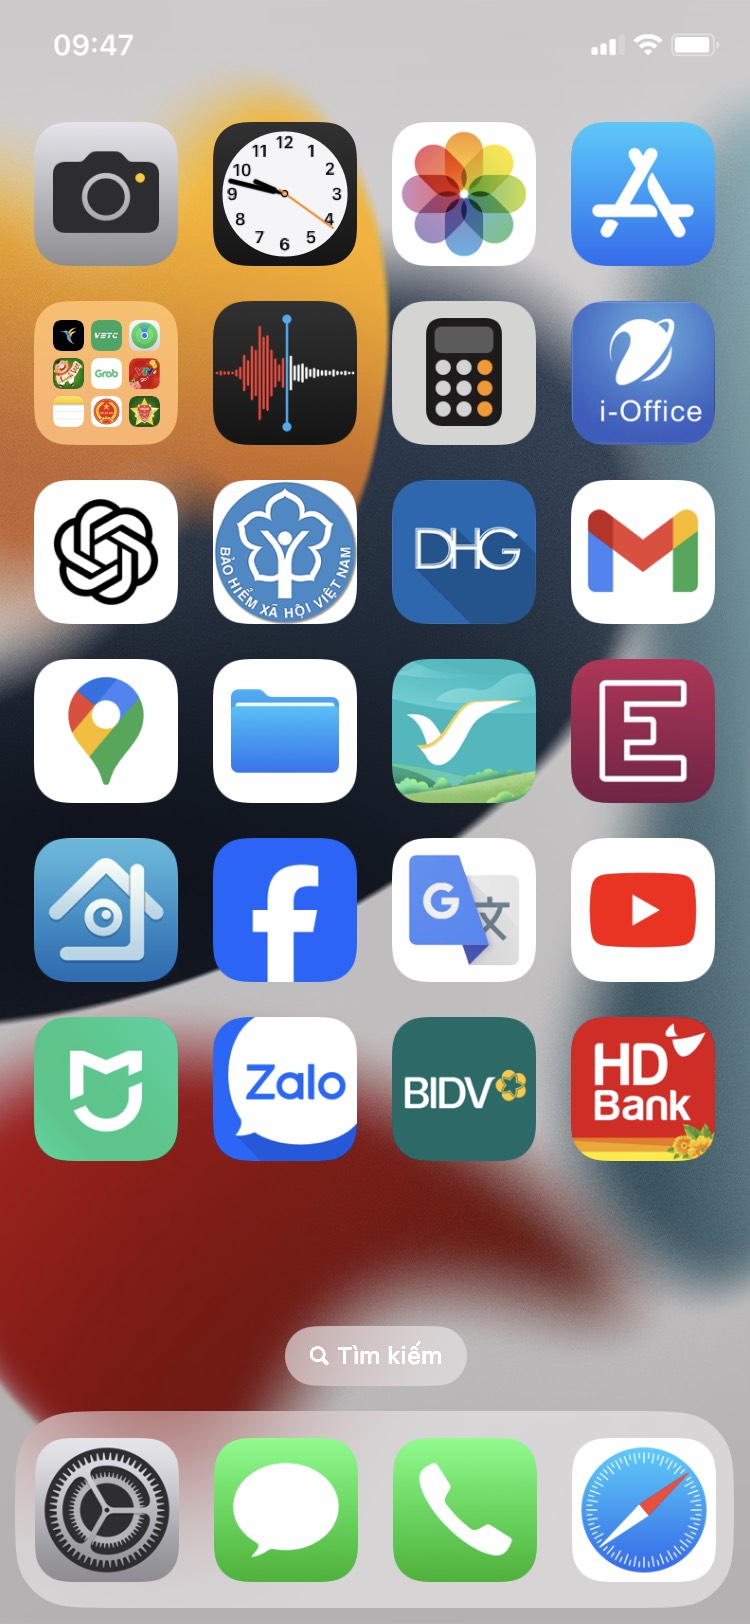 09:47
12
1
2
3
4
5
6
7
8
9
10
11
VETC
Grab
i-Office
BẢO HIỂM XÃ HỘI VIỆT NAM
DHG
E
G 文
Zalo
BIDV
HD
Bank
Tìm kiếm